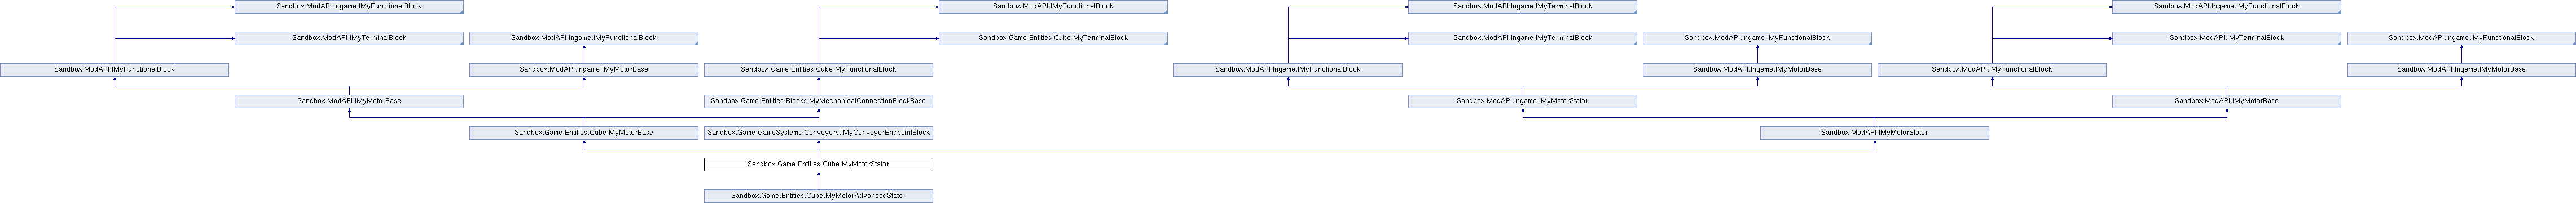 Sandbox.ModAPI.Ingame.IMyFunctionalBlock
Sandbox.ModAPI.Ingame.IMyFunctionalBlock
Sandbox.ModAPI.Ingame.IMyTerminalBlock
Sandbox.ModAPI.Ingame.IMyFunctionalBlock
Sandbox.ModAPI.IMyTerminalBlock
Sandbox.ModAPI.Ingame.IMyFunctionalBlock
Sandbox.Game.Entities.Cube.MyTerminalBlock
Sandbox.ModAPI.Ingame.IMyTerminalBlock
Sandbox.ModAPI.Ingame.IMyFunctionalBlock
Sandbox.ModAPI.IMyTerminalBlock
Sandbox.ModAPI.Ingame.IMyFunctionalBlock
Sandbox.ModAPI.IMyFunctionalBlock
Sandbox.ModAPI.Ingame.IMyMotorBase
Sandbox.Game.Entities.Cube.MyFunctionalBlock
Sandbox.ModAPI.Ingame.IMyFunctionalBlock
Sandbox.ModAPI.Ingame.IMyMotorBase
Sandbox.ModAPI.IMyFunctionalBlock
Sandbox.ModAPI.Ingame.IMyMotorBase
Sandbox.ModAPI.IMyMotorBase
Sandbox.Game.Entities.Blocks.MyMechanicalConnectionBlockBase
Sandbox.ModAPI.Ingame.IMyMotorStator
Sandbox.ModAPI.IMyMotorBase
Sandbox.Game.Entities.Cube.MyMotorBase
Sandbox.Game.GameSystems.Conveyors.IMyConveyorEndpointBlock
Sandbox.ModAPI.IMyMotorStator
Sandbox.Game.Entities.Cube.MyMotorStator
Sandbox.Game.Entities.Cube.MyMotorAdvancedStator